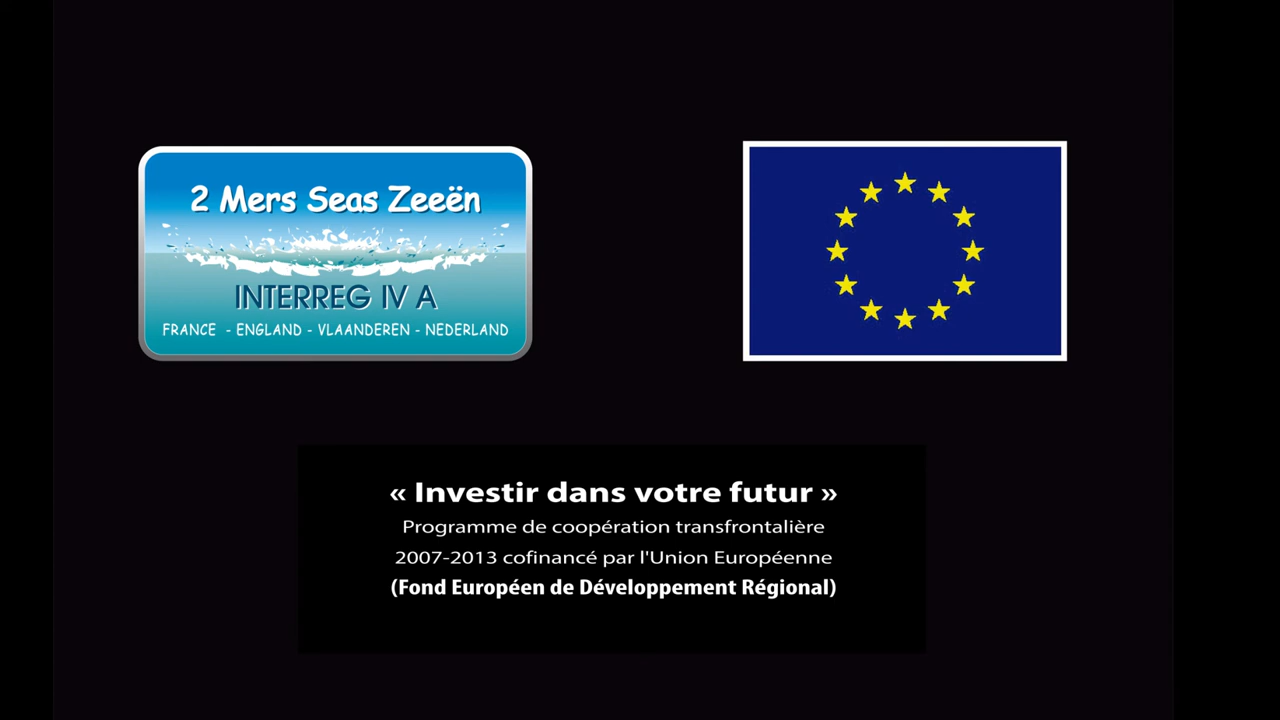 2 Mers Seas Zeeën
INTERREG IV A
FRANCE - ENGLAND - VLAANDEREN - NEDERLAND
« Investir dans votre futur »
Programme de coopération transfrontalière
2007-2013 cofinancé par l'Union Européenne
(Fond Européen de Développement Régional)